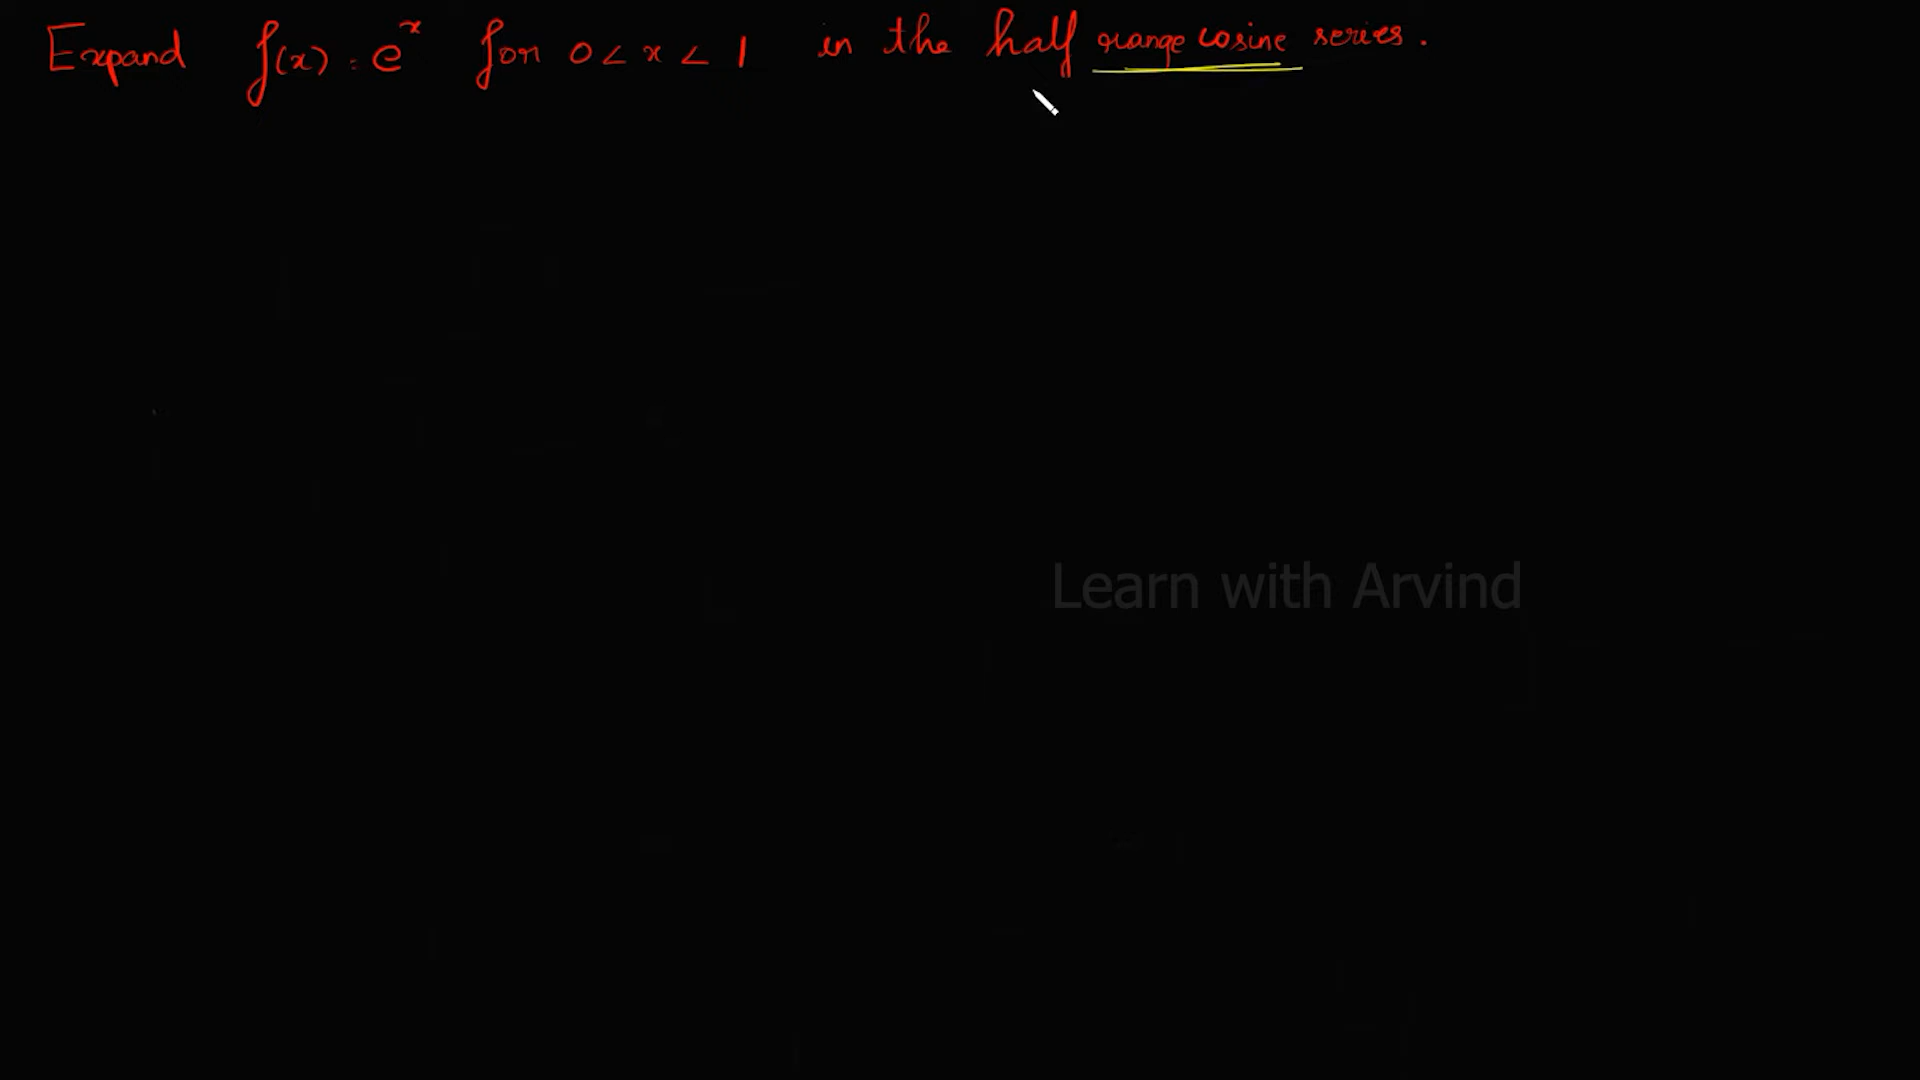 Expand f(x) = e^x for 0 < x < 1 in the half range cosine series.
Learn with Arvind